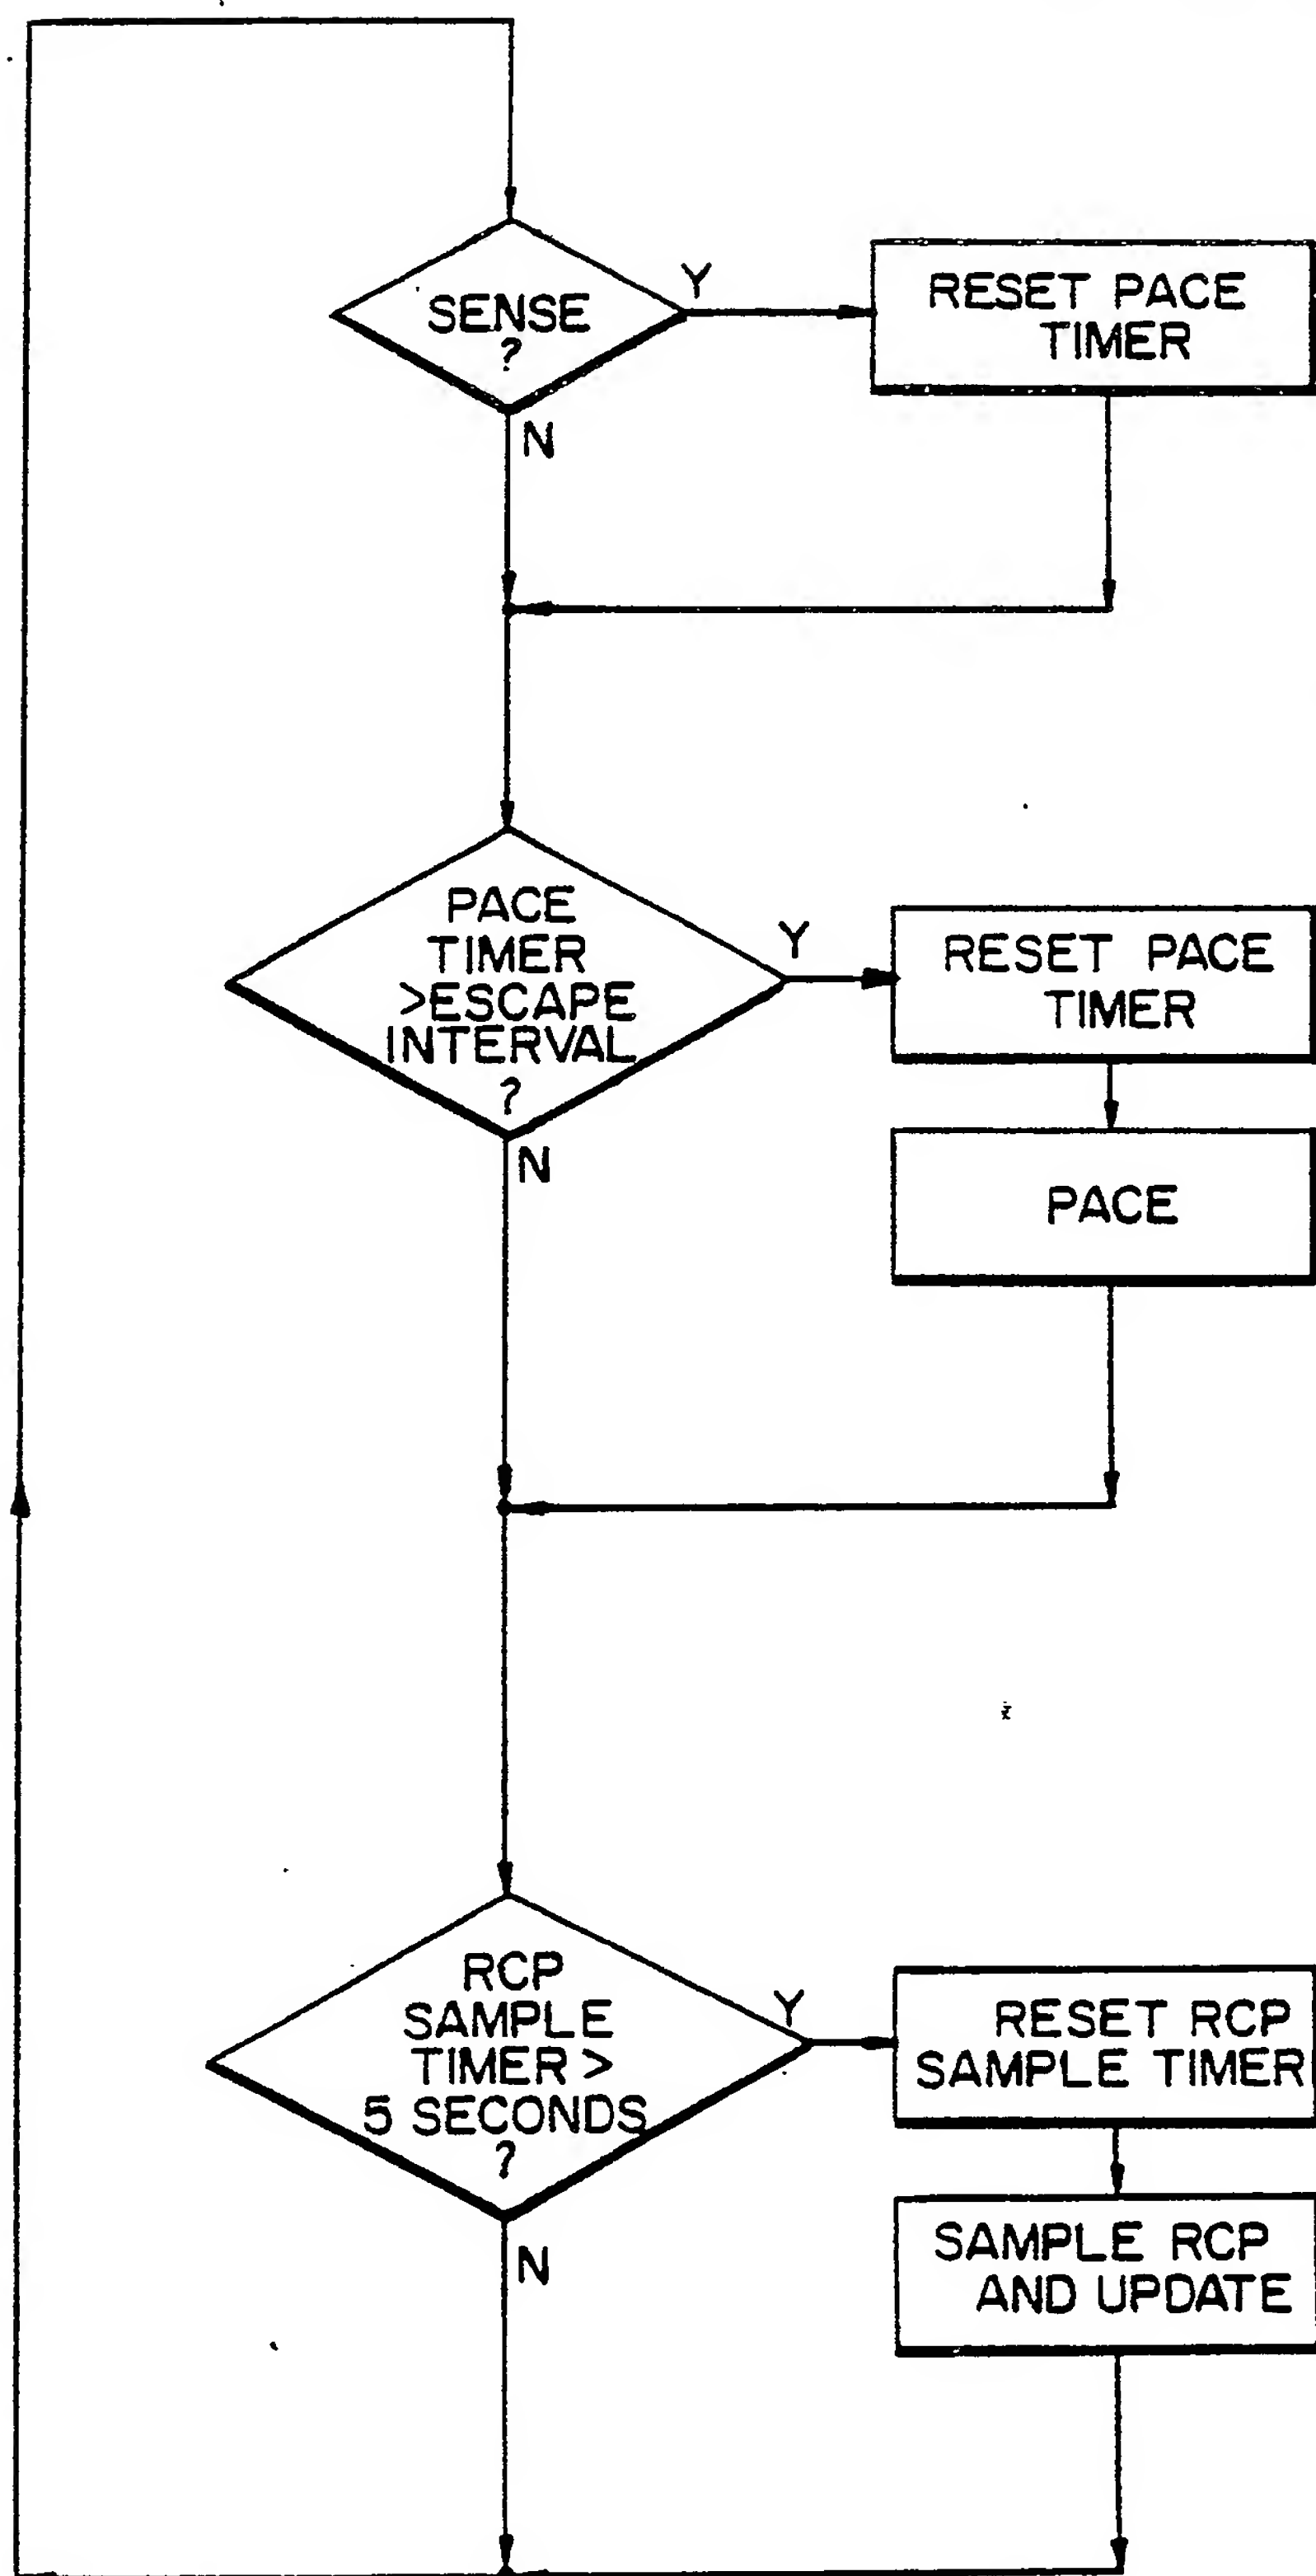 SENSE
?
Y
RESET PACE
TIMER
N
PACE
TIMER
>ESCAPE
INTERVAL
?
Y
RESET PACE
TIMER
PACE
N
RCP
SAMPLE
TIMER >
5 SECONDS
?
Y
RESET RCP
SAMPLE TIMER
SAMPLE RCP
AND UPDATE
N